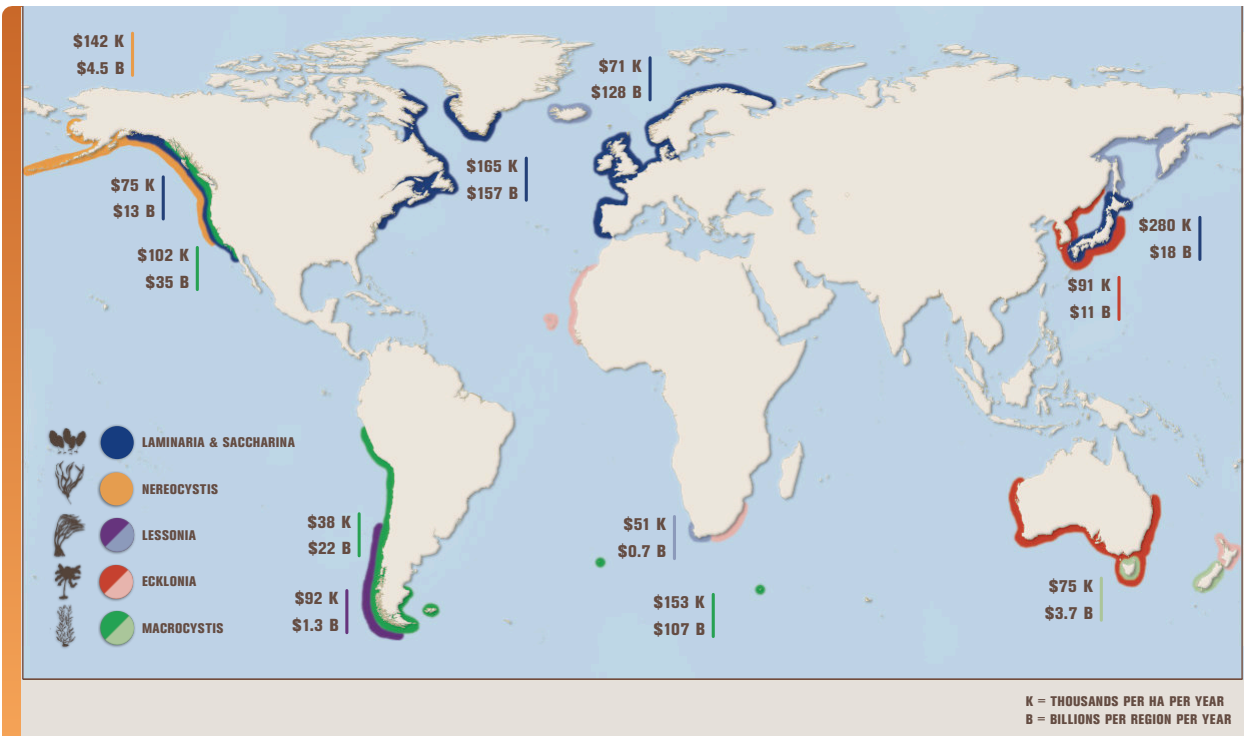 $142 K
$4.5 B
$71 K
$128 B
$165 K
$157 B
$75 K
$13 B
$102 K
$35 B
$280 K
$18 B
$91 K
$11 B
LAMINARIA & SACCHARINA
NEREOCYSTIS
LESSONIA
ECKLONIA
MACROCYSTIS
$38 K
$22 B
$92 K
$1.3 B
$51 K
$0.7 B
$153 K
$107 B
$75 K
$3.7 B
K = THOUSANDS PER HA PER YEAR
B = BILLIONS PER REGION PER YEAR